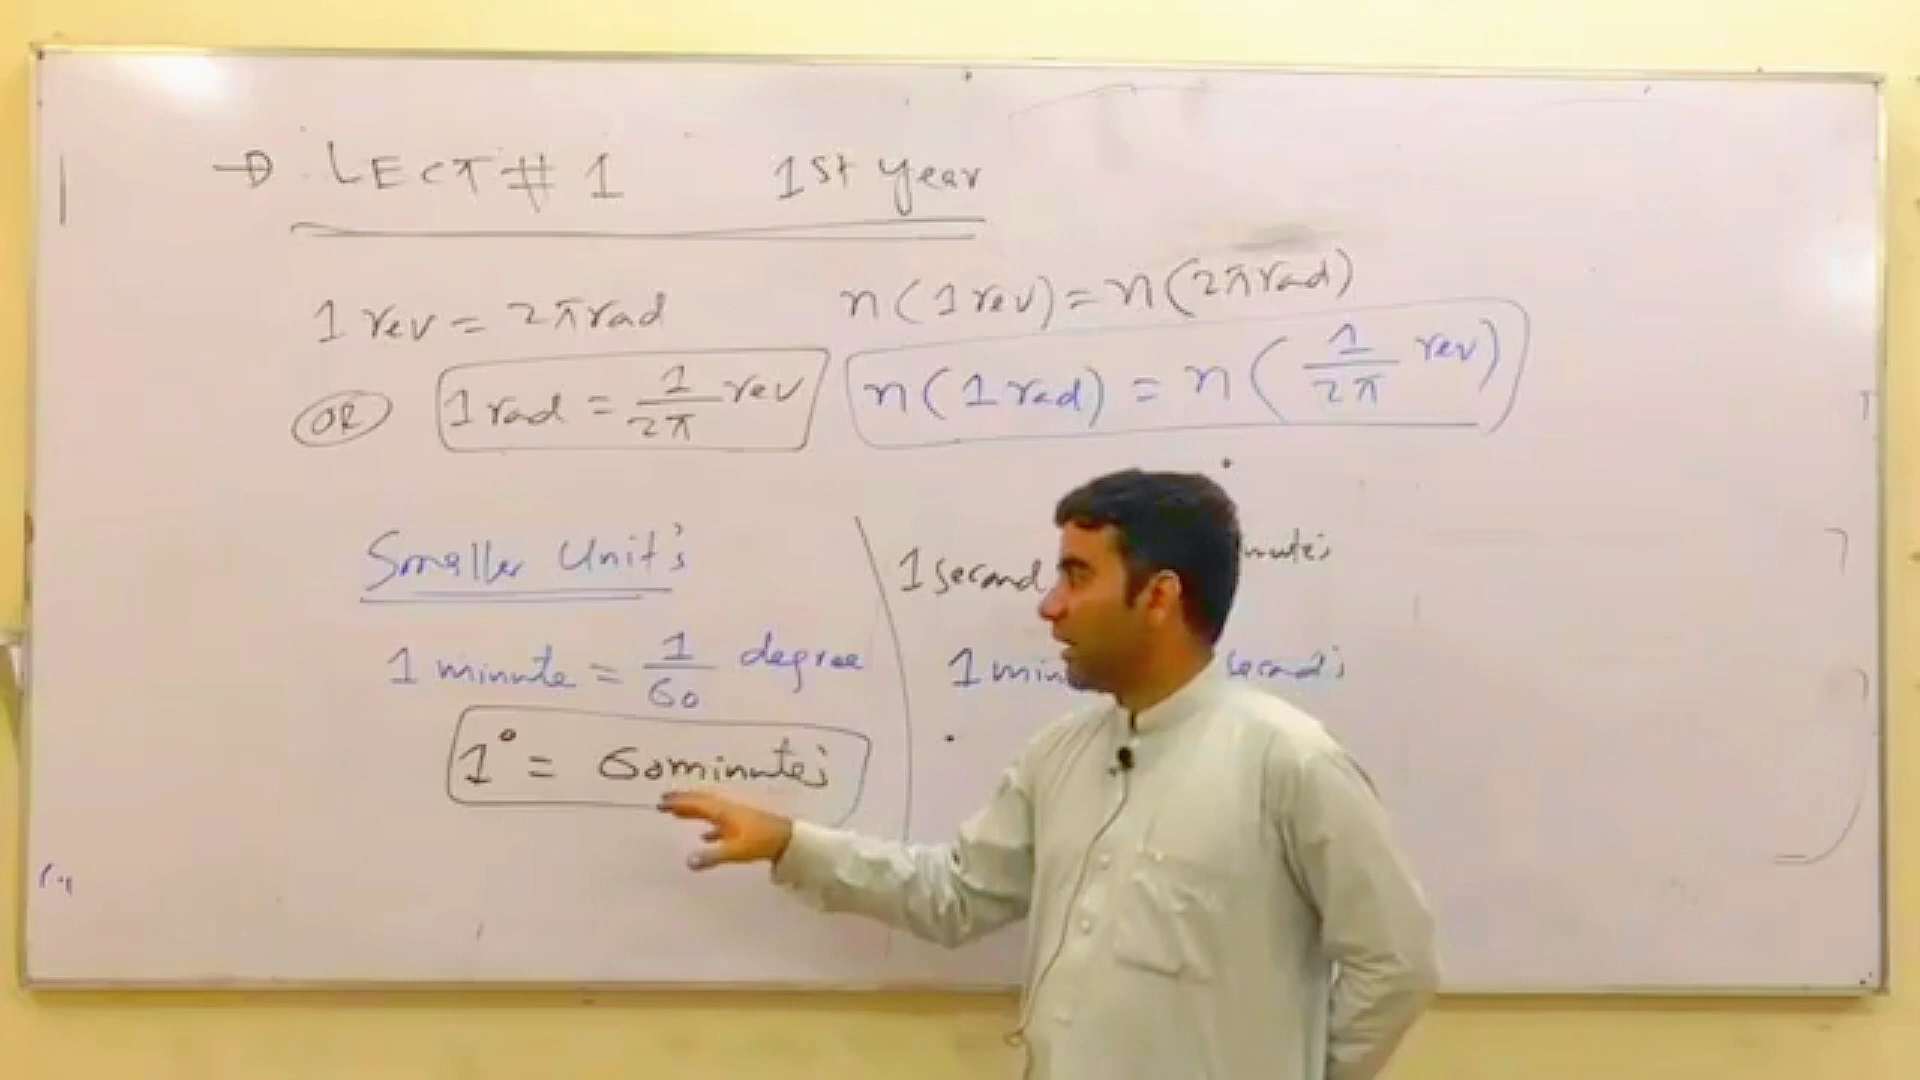 → LECT # 1 1st year
1 rev = 2π rad
OR 1 rad = 1/2π rev
n(1 rev) = n(2π rad)
n(1 rad) = n(1/2π rev)
Smaller Unit's
1 minute = 1/60 degree
1° = 60 minutes
1 second
1